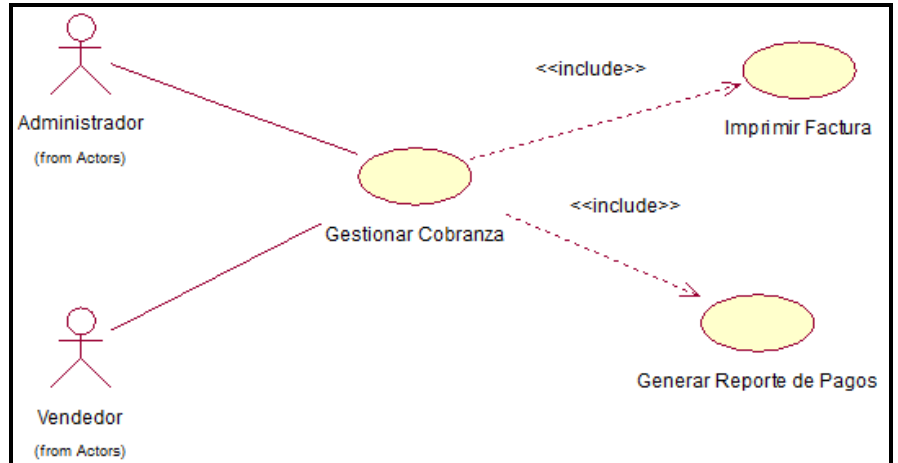 <<include>>
Administrador
(from Actors)
Imprimir Factura
<<include>>
Gestionar Cobranza
Generar Reporte de Pagos
Vendedor
(from Actors)